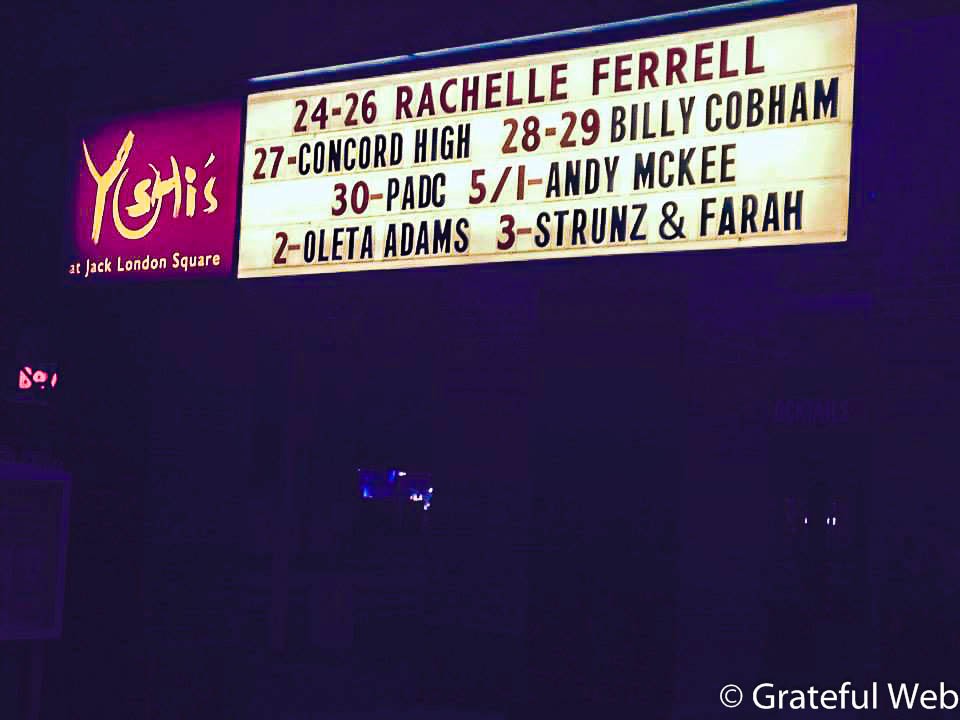 24-26 RACHELLE FERRELL
27-CONCORD HIGH 28-29 BILLY COBHAM
30-PADC 5/1-ANDY MCKEE
2-OLETA ADAMS 3-STRUNZ & FARAH
YOSHi's
at Jack London Square
© Grateful Web